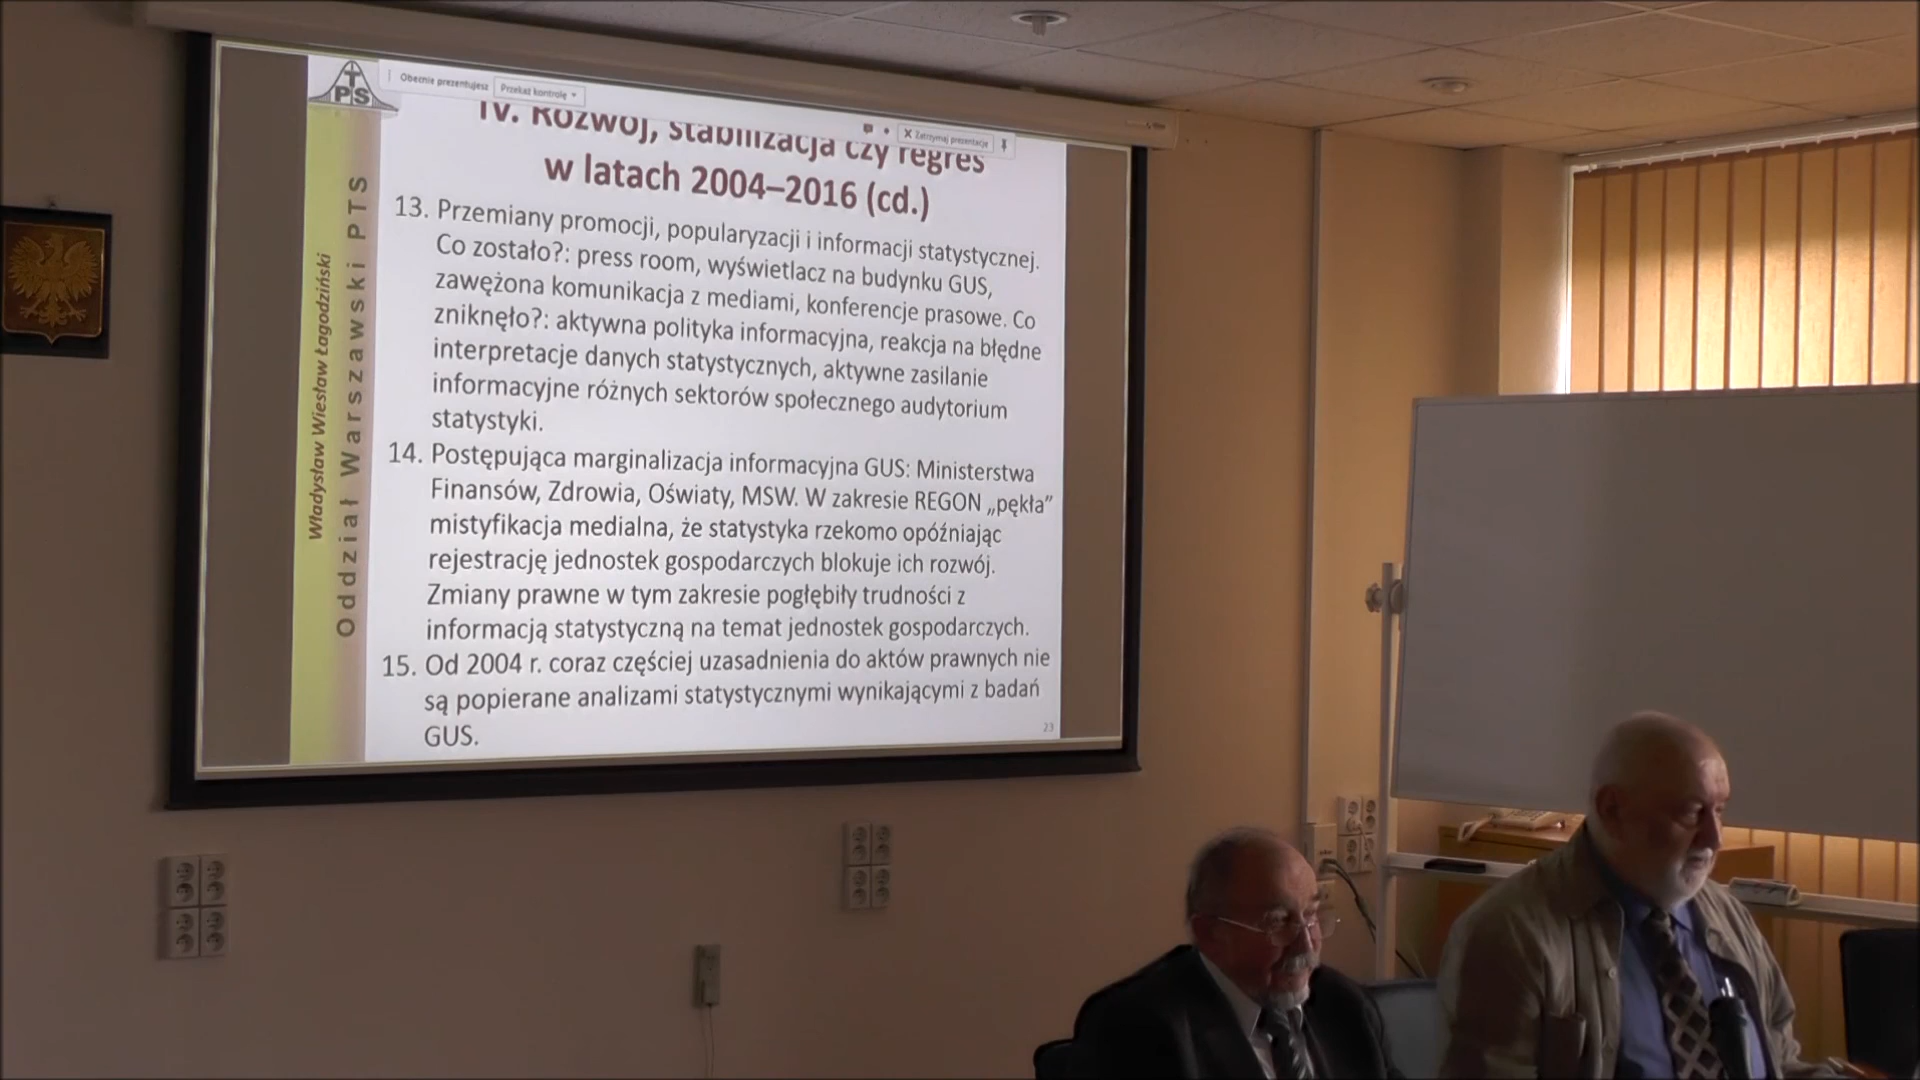 TPS
Obecnie prezentujesz
Przekaż kontrolę
Zatrzymaj prezentację
IV. Rozwój, stabilizacja czy regres
w latach 2004–2016 (cd.)
Władysław Wiesław Łagodziński
Oddział Warszawski PTS
13. Przemiany promocji, popularyzacji i informacji statystycznej.
Co zostało?: press room, wyświetlacz na budynku GUS,
zawężona komunikacja z mediami, konferencje prasowe. Co
zniknęło?: aktywna polityka informacyjna, reakcja na błędne
interpretacje danych statystycznych, aktywne zasilanie
informacyjne różnych sektorów społecznego audytorium
statystyki.
14. Postępująca marginalizacja informacyjna GUS: Ministerstwa
Finansów, Zdrowia, Oświaty, MSW. W zakresie REGON „pękła”
mistyfikacja medialna, że statystyka rzekomo opóźniając
rejestrację jednostek gospodarczych blokuje ich rozwój.
Zmiany prawne w tym zakresie pogłębiły trudności z
informacją statystyczną na temat jednostek gospodarczych.
15. Od 2004 r. coraz częściej uzasadnienia do aktów prawnych nie
są popierane analizami statystycznymi wynikającymi z badań
GUS.
23